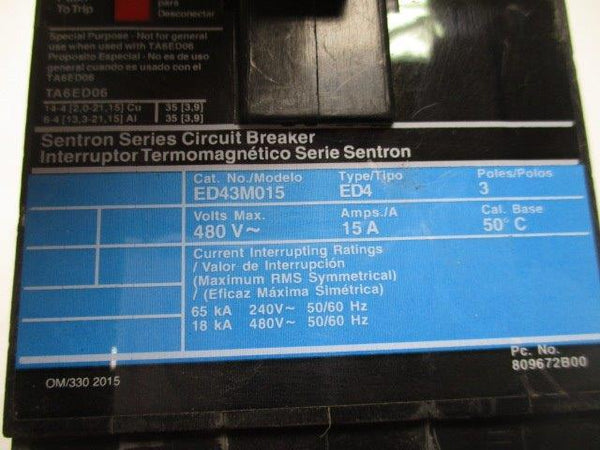 To Trip
para
Desconectar
Special Purpose - Not for general
use when used with TA6ED06
Proposito Especial - No es de uso
general cuando es usado con el
TA6ED06
TA6ED06
14-4 [2,0-21,15] Cu 35 [3,9]
6-4 [13,3-21,15] Al 35 [3,9]
Sentron Series Circuit Breaker
Interruptor Termomagnético Serie Sentron
Cat. No./Modelo Type/Tipo Poles/Polos
ED43M015 ED4 3
Volts Max. Amps./A Cal. Base
480 V~ 15 A 50° C
Current Interrupting Ratings
/ Valor de Interrupción
(Maximum RMS Symmetrical)
/ (Eficaz Máxima Simétrica)
65 kA 240V~ 50/60 Hz
18 kA 480V~ 50/60 Hz
Pc. No.
809672B00
OM/330 2015